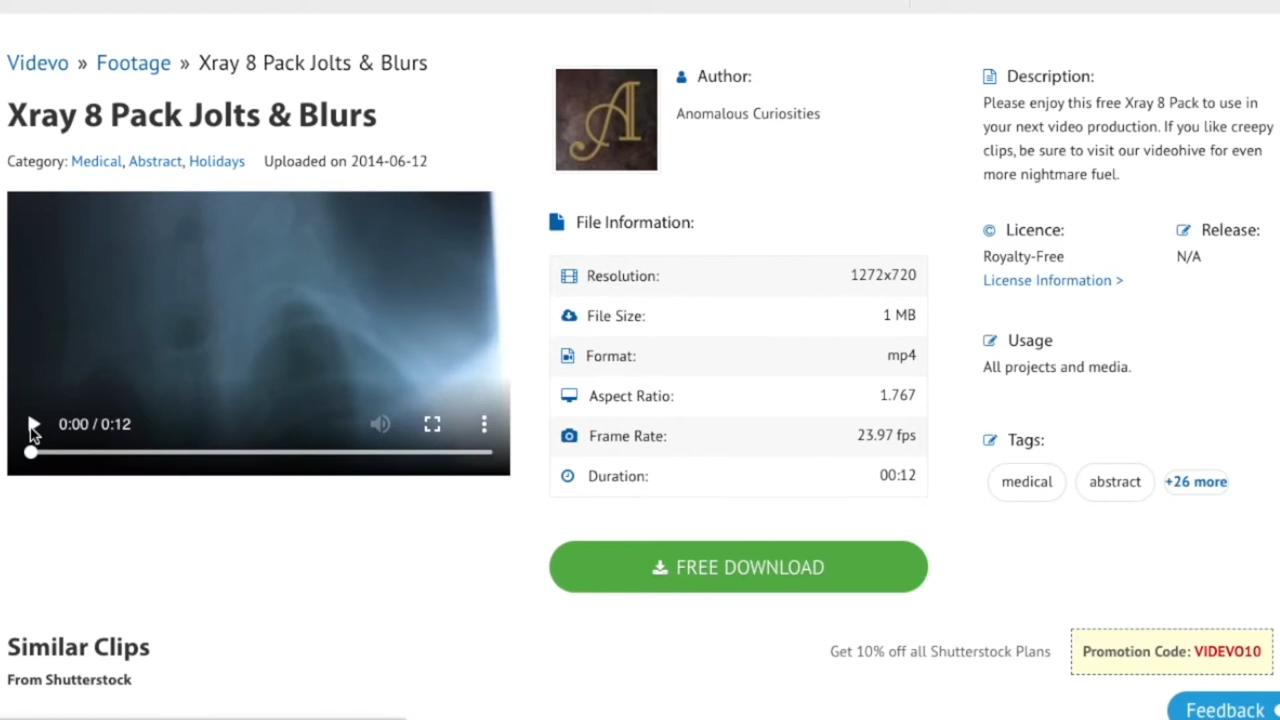 Videvo » Footage » Xray 8 Pack Jolts & Blurs
Xray 8 Pack Jolts & Blurs
Category: Medical, Abstract, Holidays Uploaded on 2014-06-12
0:00 / 0:12
A
Author:
Anomalous Curiosities
File Information:
Resolution: 1272x720
File Size: 1 MB
Format: mp4
Aspect Ratio: 1.767
Frame Rate: 23.97 fps
Duration: 00:12
FREE DOWNLOAD
Description:
Please enjoy this free Xray 8 Pack to use in
your next video production. If you like creepy
clips, be sure to visit our videohive for even
more nightmare fuel.
Licence:
Royalty-Free
License Information >
Release:
N/A
Usage
All projects and media.
Tags:
medical abstract +26 more
Similar Clips
From Shutterstock
Get 10% off all Shutterstock Plans
Promotion Code: VIDEVO10
Feedback